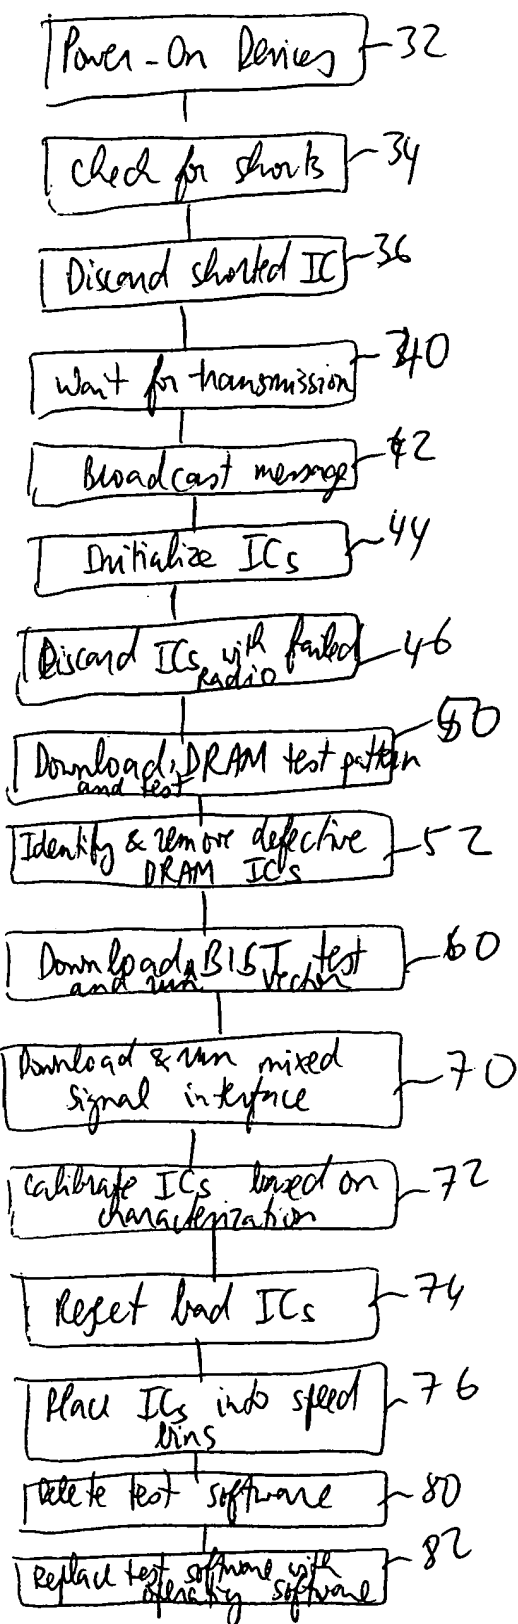 Power-On Devices 32
Check for shorts 34
Discard shorted IC 36
Wait for transmission 40
Broadcast message 42
Initialize ICs 44
Discard ICs with failed 46
Radio
Download DRAM test pattern 50
and test
Identify & remove defective 52
DRAM ICs
Download BIST test 60
and run vector
Download & run mixed 70
signal interface
Calibrate ICs based on 72
characterization
Reject bad ICs 74
Place ICs into speed 76
bins
Delete test software 80
Replace test software with 82
operating software